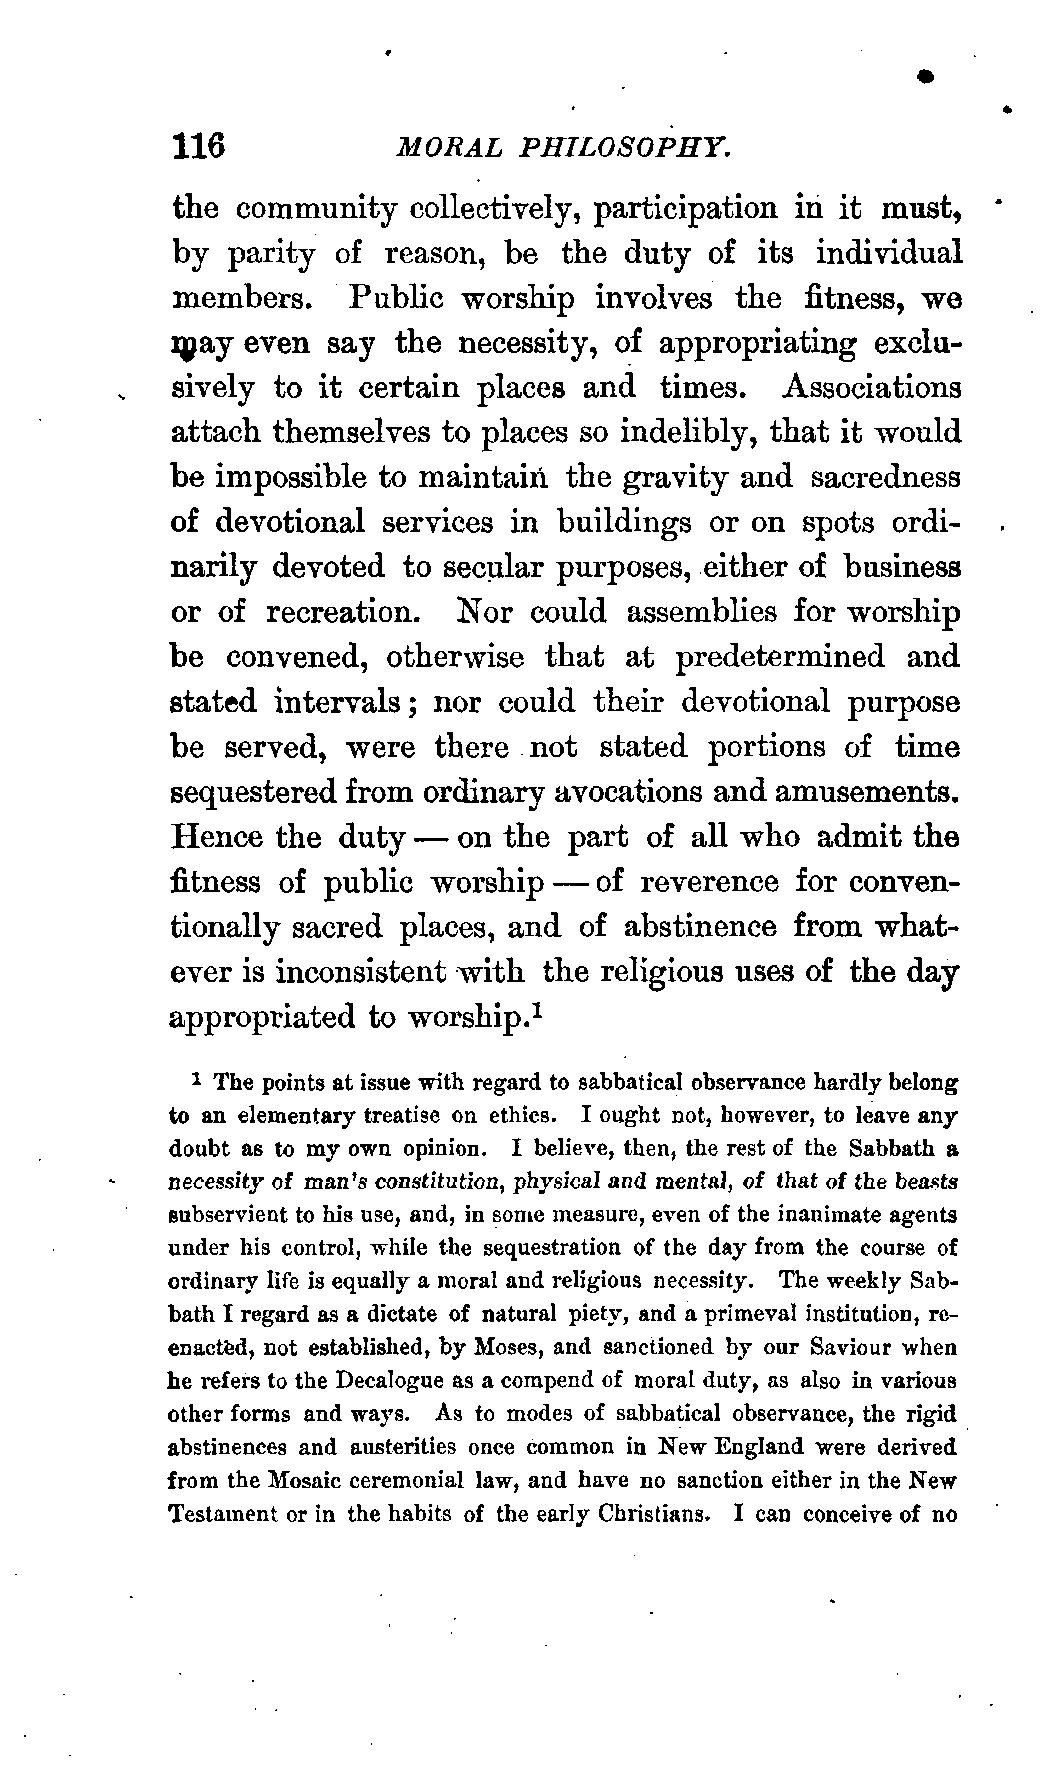 116 MORAL PHILOSOPHY.
the community collectively, participation in it must,
by parity of reason, be the duty of its individual
members. Public worship involves the fitness, we
may even say the necessity, of appropriating exclu-
sively to it certain places and times. Associations
attach themselves to places so indelibly, that it would
be impossible to maintain the gravity and sacredness
of devotional services in buildings or on spots ordi-
narily devoted to secular purposes, either of business
or of recreation. Nor could assemblies for worship
be convened, otherwise that at predetermined and
stated intervals; nor could their devotional purpose
be served, were there not stated portions of time
sequestered from ordinary avocations and amusements.
Hence the duty — on the part of all who admit the
fitness of public worship — of reverence for conven-
tionally sacred places, and of abstinence from what-
ever is inconsistent with the religious uses of the day
appropriated to worship.¹
¹ The points at issue with regard to sabbatical observance hardly belong
to an elementary treatise on ethics. I ought not, however, to leave any
doubt as to my own opinion. I believe, then, the rest of the Sabbath a
necessity of man's constitution, physical and mental, of that of the beasts
subservient to his use, and, in some measure, even of the inanimate agents
under his control, while the sequestration of the day from the course of
ordinary life is equally a moral and religious necessity. The weekly Sab-
bath I regard as a dictate of natural piety, and a primeval institution, re-
enacted, not established, by Moses, and sanctioned by our Saviour when
he refers to the Decalogue as a compend of moral duty, as also in various
other forms and ways. As to modes of sabbatical observance, the rigid
abstinences and austerities once common in New England were derived
from the Mosaic ceremonial law, and have no sanction either in the New
Testament or in the habits of the early Christians. I can conceive of no